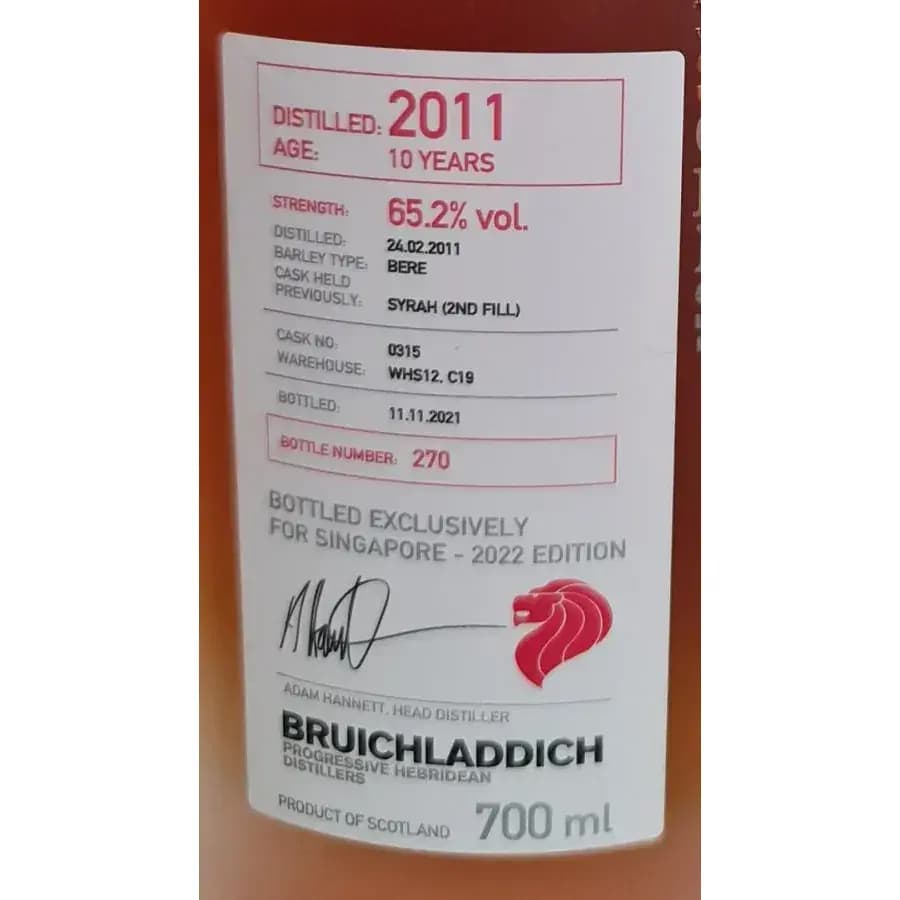 DISTILLED: 2011
AGE: 10 YEARS
STRENGTH: 65.2% vol.
DISTILLED: 24.02.2011
BARLEY TYPE: BERE
CASK HELD
PREVIOUSLY: SYRAH (2ND FILL)
CASK NO: 0315
WAREHOUSE: WHS12, C19
BOTTLED: 11.11.2021
BOTTLE NUMBER: 270
BOTTLED EXCLUSIVELY
FOR SINGAPORE - 2022 EDITION
ADAM HANNETT, HEAD DISTILLER
BRUICHLADDICH
PROGRESSIVE HEBRIDEAN
DISTILLERS
PRODUCT OF SCOTLAND 700 ml